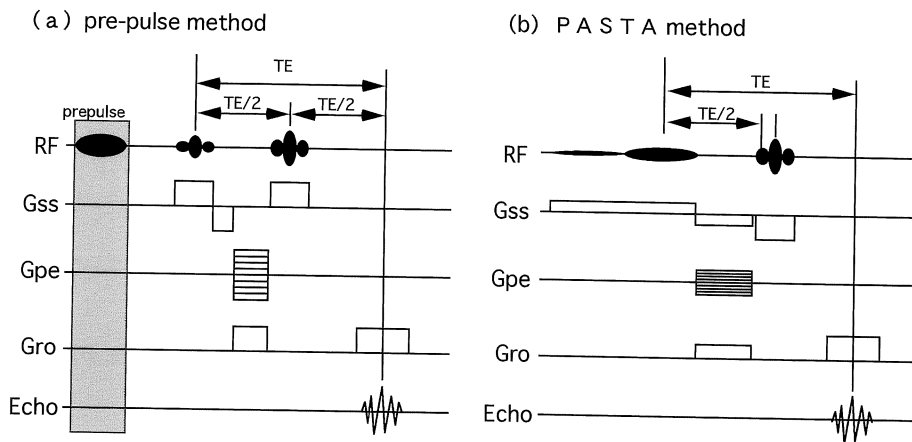 (a) pre-pulse method
TE
TE/2
TE/2
prepulse
RF
Gss
Gpe
Gro
Echo
(b) PASTA method
TE
TE/2
RF
Gss
Gpe
Gro
Echo